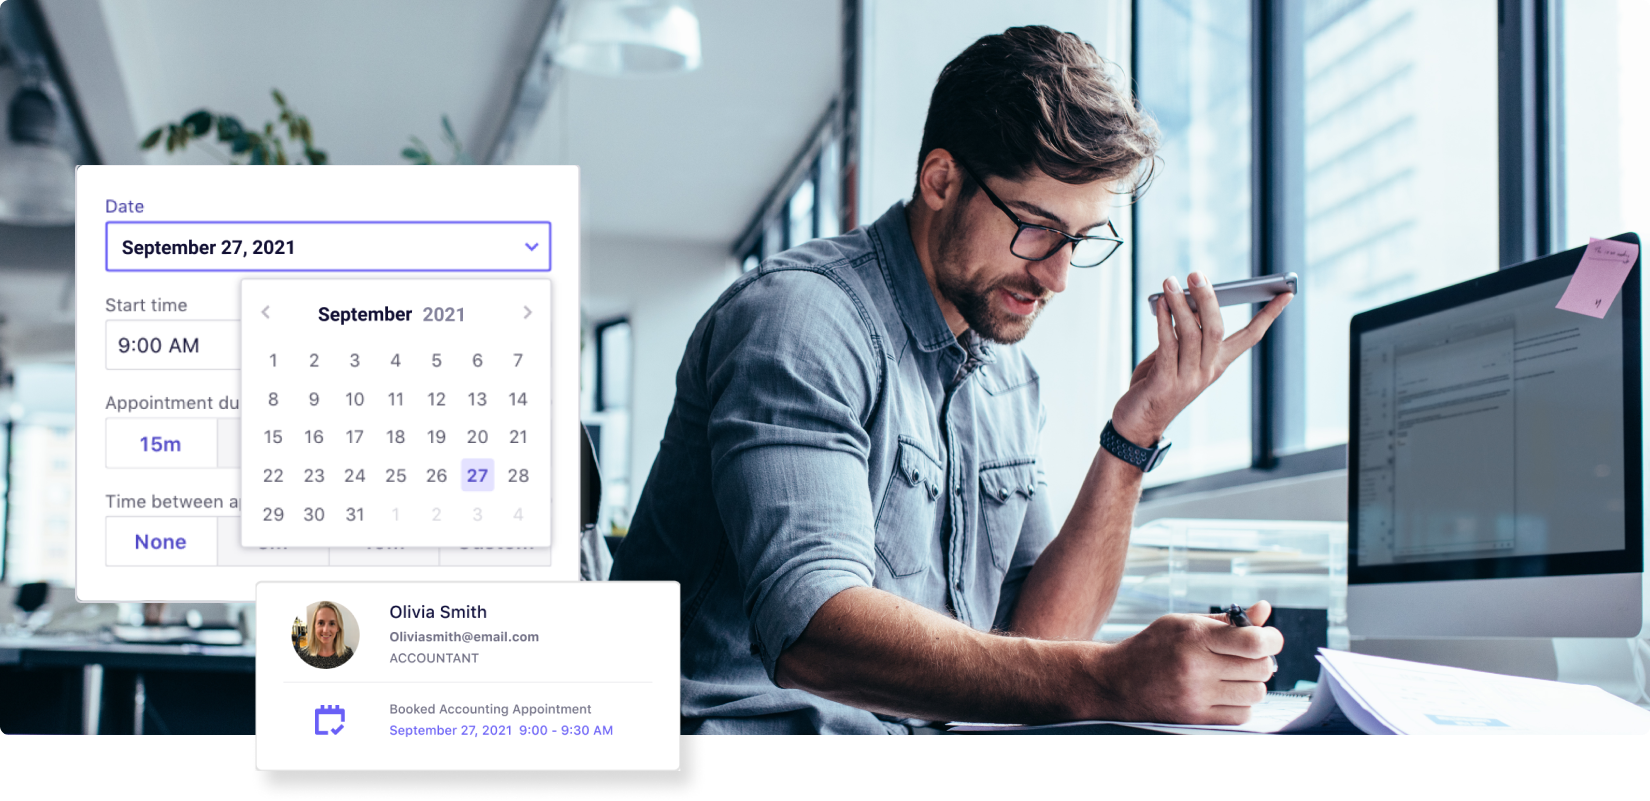 Date
September 27, 2021
Start time
9:00 AM
September 2021
1 2 3 4 5 6 7
8 9 10 11 12 13 14
15 16 17 18 19 20 21
22 23 24 25 26 27 28
29 30 31 1 2 3 4
Appointment du
15m
Time between
None
Olivia Smith
Oliviasmith@email.com
ACCOUNTANT
Booked Accounting Appointment
September 27, 2021 9:00 - 9:30 AM